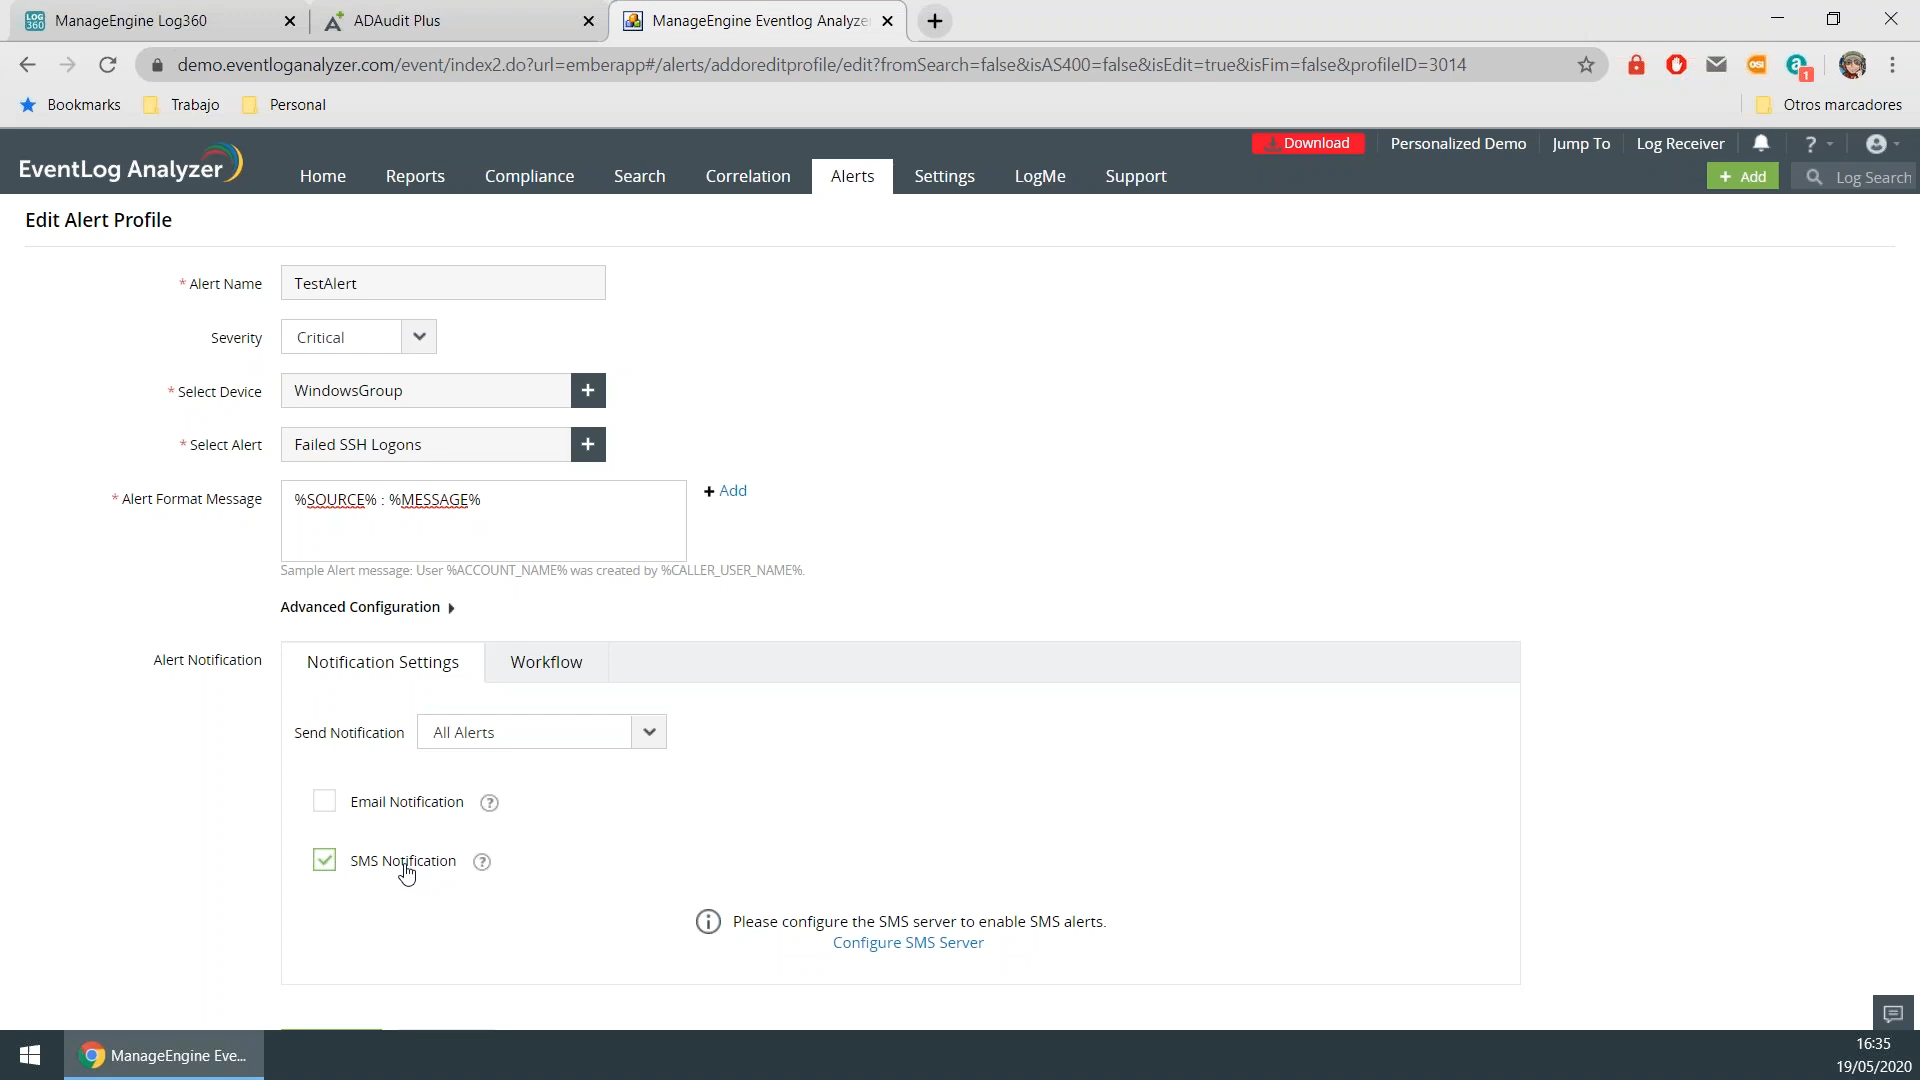 LOG 360 ManageEngine Log360
ADAudit Plus
ManageEngine Eventlog Analyze
demo.eventloganalyzer.com/event/index2.do?url=emberapp#/alerts/addoreditprofile/edit?fromSearch=false&isAS400=false&isEdit=true&isFim=false&profileID=3014
1
Bookmarks Trabajo Personal Otros marcadores
Download Personalized Demo Jump To Log Receiver ?
EventLog Analyzer
Home Reports Compliance Search Correlation Alerts Settings LogMe Support + Add Log Search
Edit Alert Profile
* Alert Name TestAlert
Severity Critical
* Select Device WindowsGroup +
* Select Alert Failed SSH Logons +
* Alert Format Message %SOURCE% : %MESSAGE% + Add
Sample Alert message: User %ACCOUNT_NAME% was created by %CALLER_USER_NAME%.
Advanced Configuration
Alert Notification Notification Settings Workflow
Send Notification All Alerts
Email Notification ?
SMS Notification ?
Please configure the SMS server to enable SMS alerts.
Configure SMS Server
ManageEngine Eve...
16:35
19/05/2020